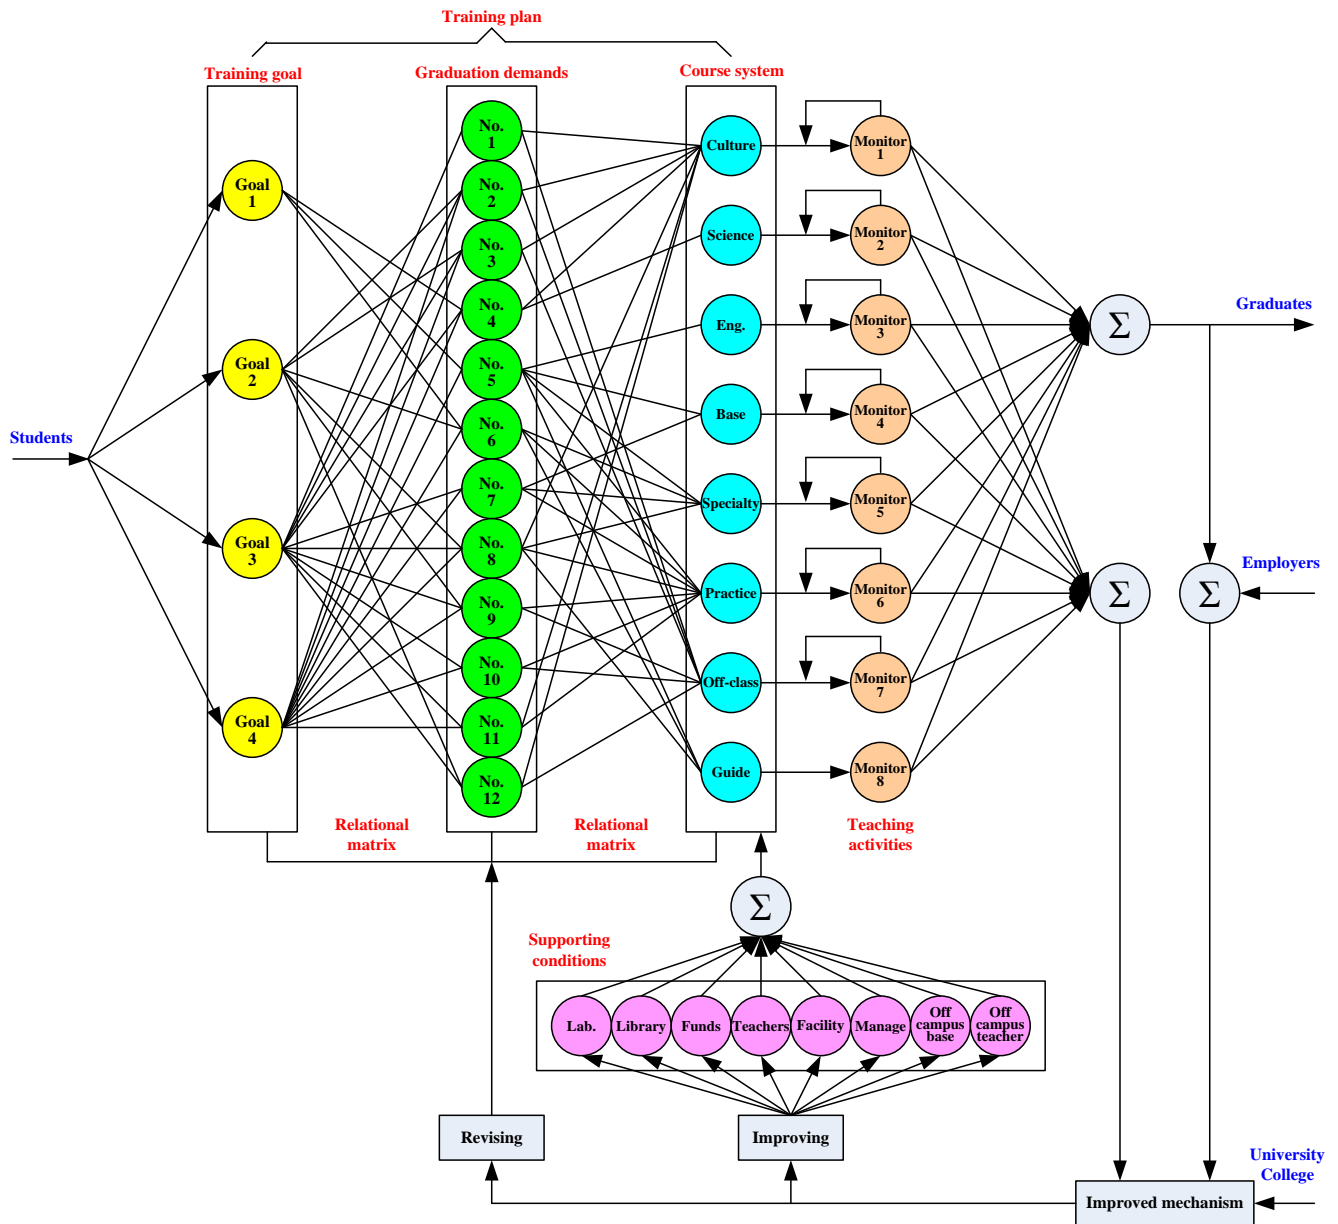 Training plan
Training goal
Graduation demands
Course system
No.
1
No.
2
No.
3
No.
4
No.
5
No.
6
No.
7
No.
8
No.
9
No.
10
No.
11
No.
12
Goal
1
Goal
2
Goal
3
Goal
4
Students
Culture
Science
Eng.
Base
Specialty
Practice
Off-class
Guide
Monitor
1
Monitor
2
Monitor
3
Monitor
4
Monitor
5
Monitor
6
Monitor
7
Monitor
8
Σ
Graduates
Σ
Σ
Employers
Relational
matrix
Relational
matrix
Teaching
activities
Σ
Supporting
conditions
Lab.
Library
Funds
Teachers
Facility
Manage
Off
campus
base
Off
campus
teacher
Revising
Improving
University
College
Improved mechanism